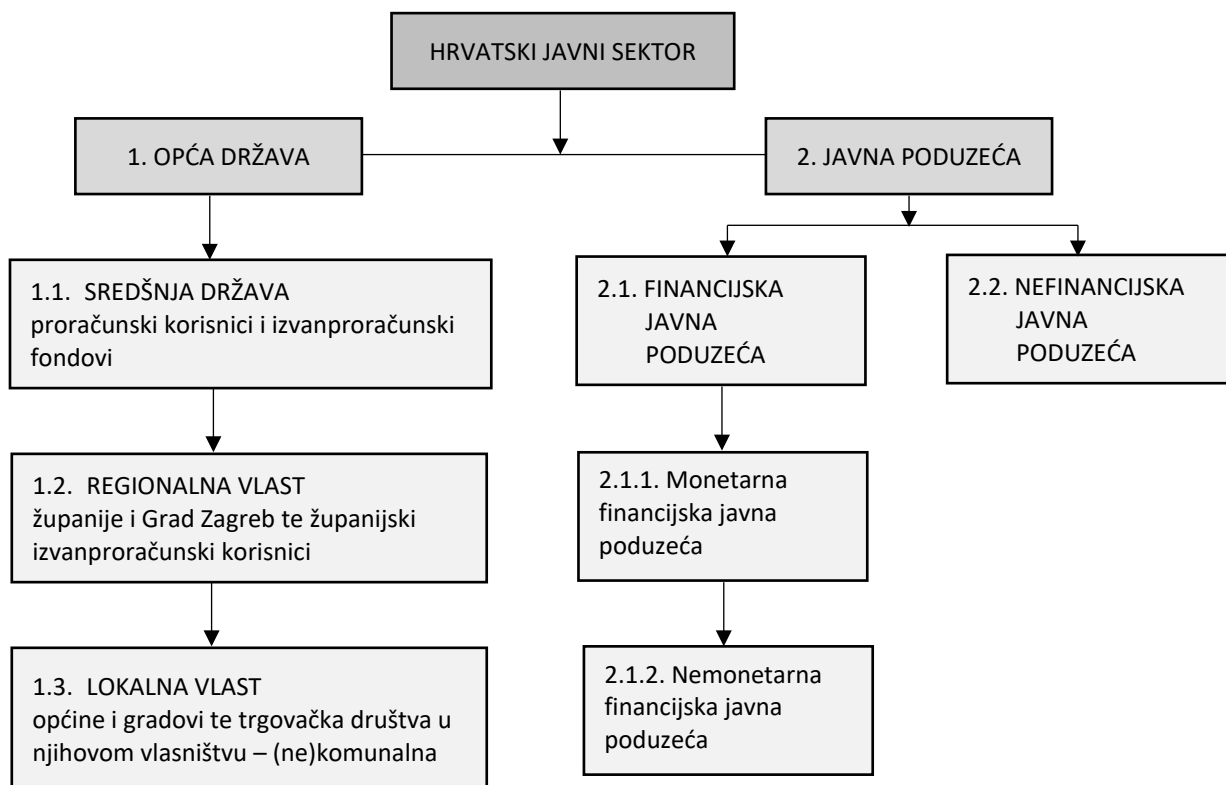 HRVATSKI JAVNI SEKTOR
1. OPĆA DRŽAVA
2. JAVNA PODUZEĆA
1.1. SREDŠNJA DRŽAVA
proračunski korisnici i izvanproračunski
fondovi
2.1. FINANCIJSKA
JAVNA
PODUZEĆA
2.2. NEFINANCIJSKA
JAVNA
PODUZEĆA
1.2. REGIONALNA VLAST
županije i Grad Zagreb te županijski
izvanproračunski korisnici
2.1.1. Monetarna
financijska javna
poduzeća
1.3. LOKALNA VLAST
općine i gradovi te trgovačka društva u
njihovom vlasništvu – (ne)komunalna
2.1.2. Nemonetarna
financijska javna
poduzeća